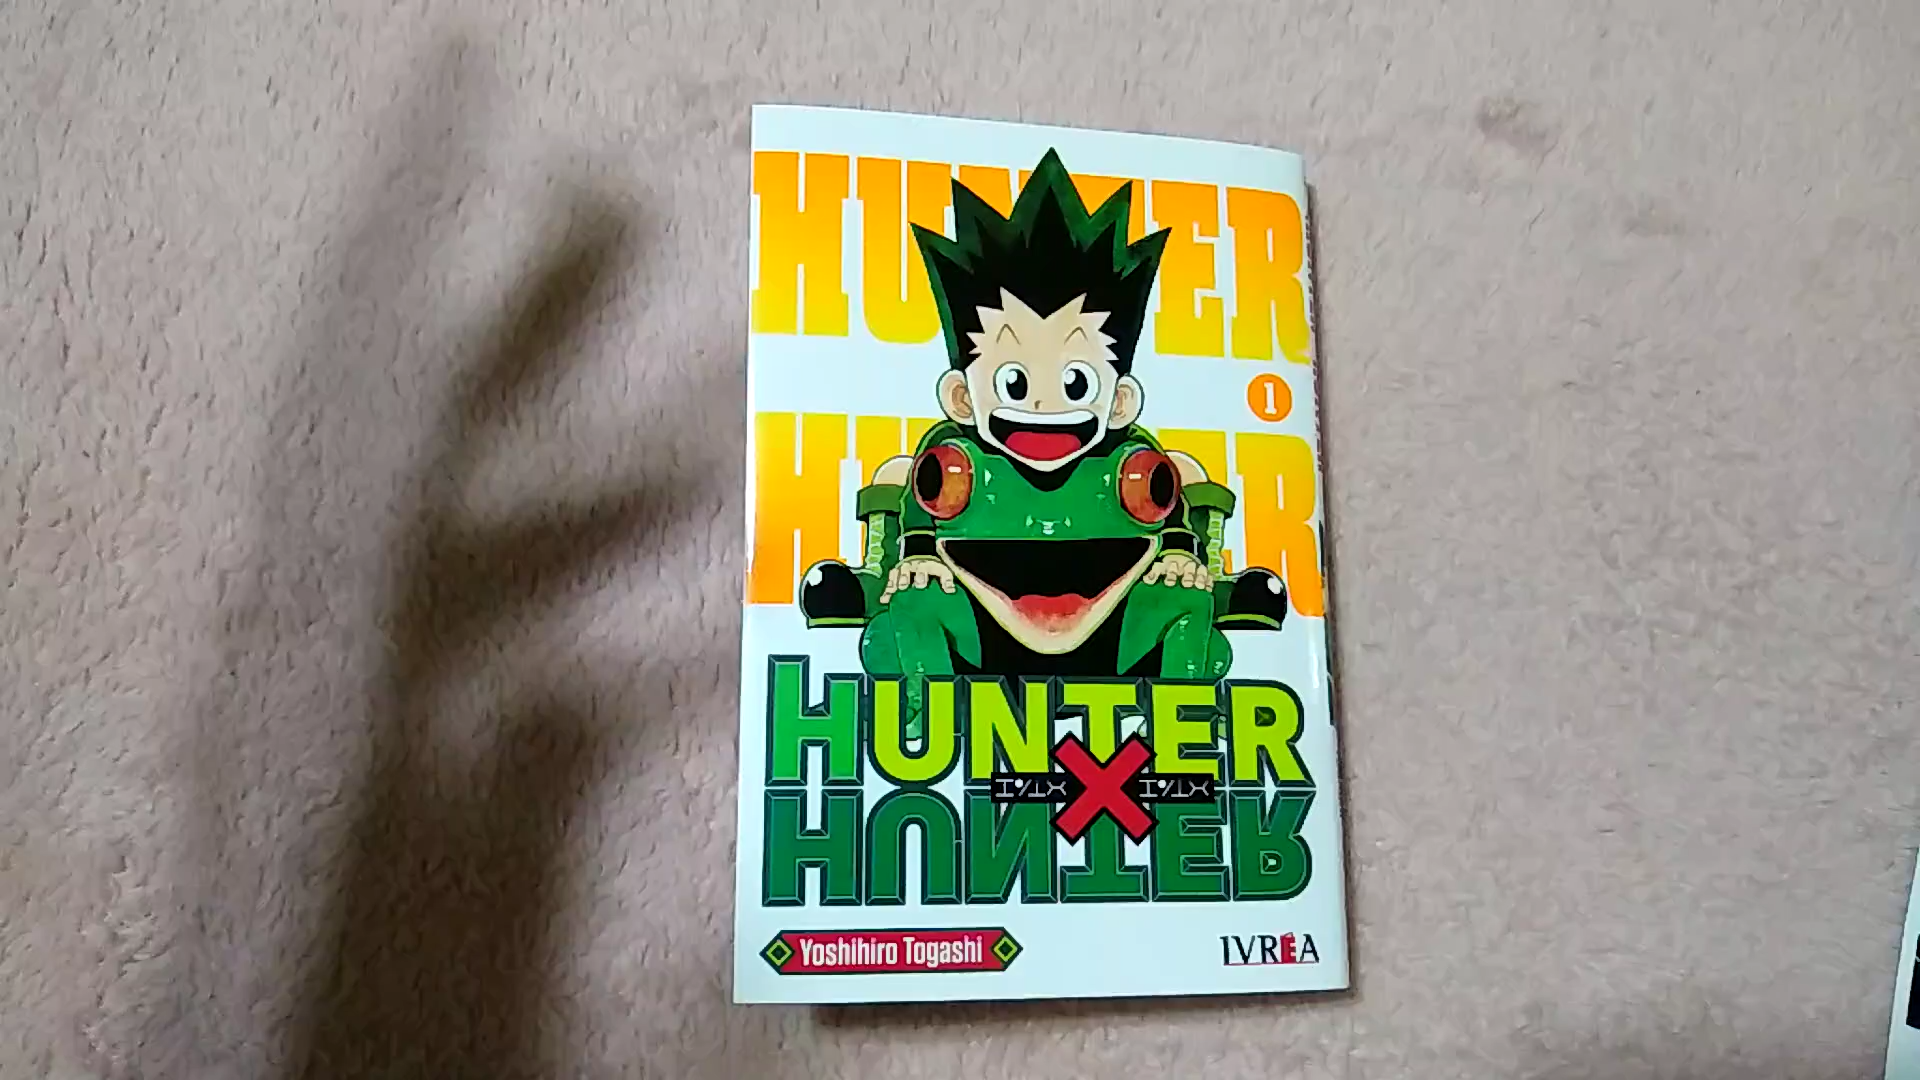 HUNTER
1
HUNTER
HUNTER
X
HUNTER
Yoshihiro Togashi
IVREA